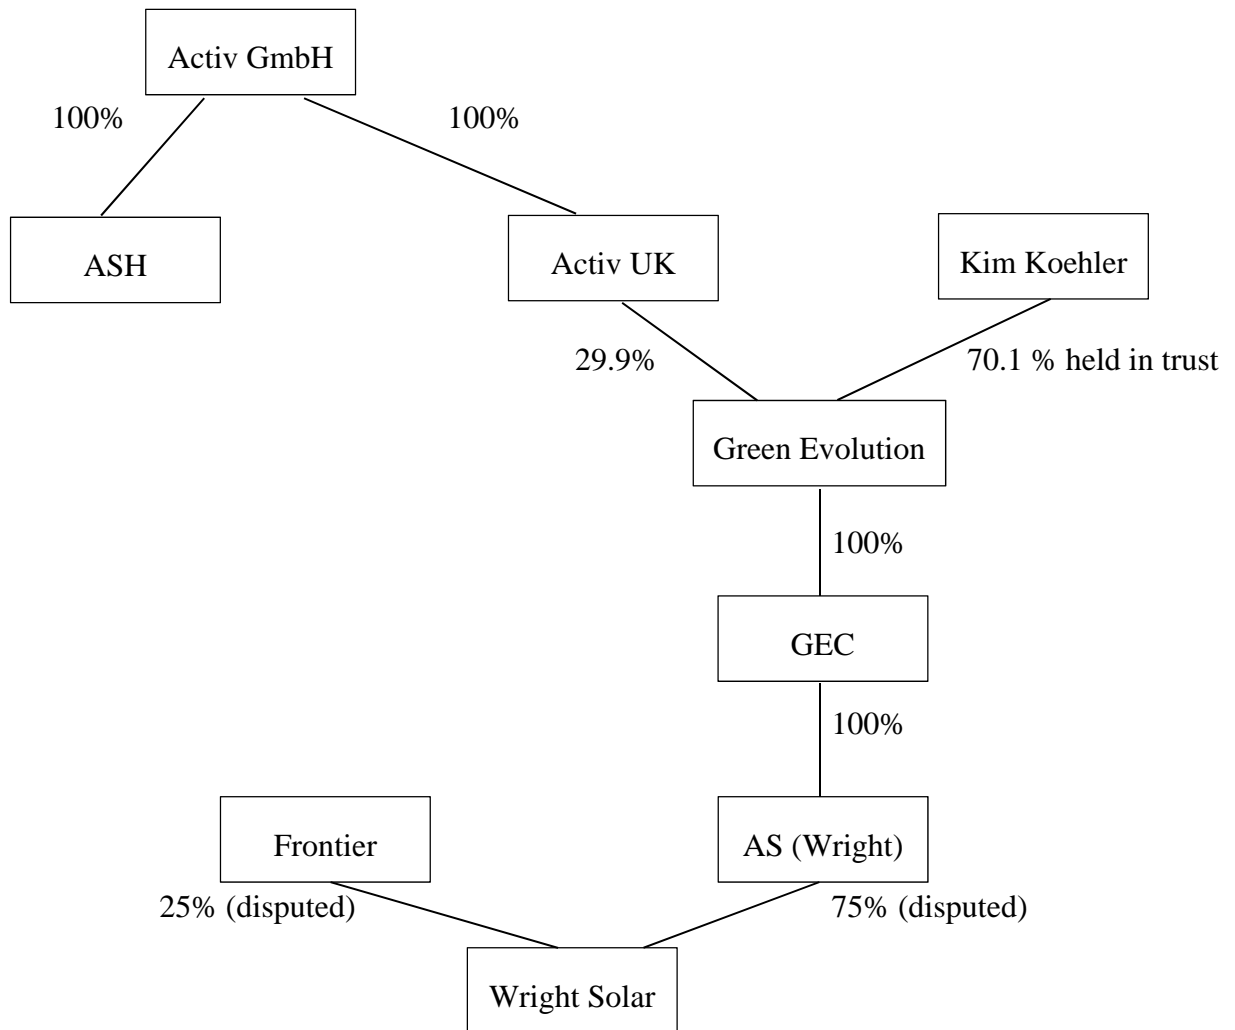 Activ GmbH
100%
100%
ASH
Activ UK
Kim Koehler
29.9%
70.1 % held in trust
Green Evolution
100%
GEC
100%
Frontier
AS (Wright)
25% (disputed)
75% (disputed)
Wright Solar